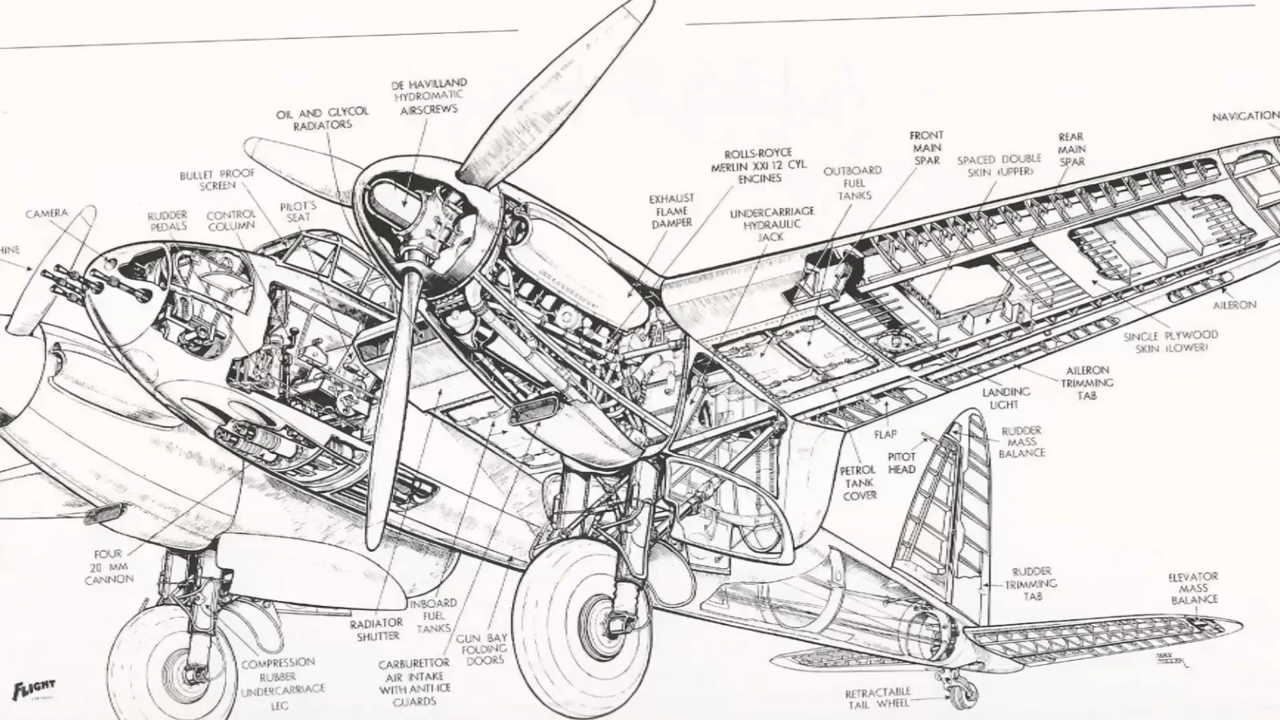 DE HAVILLAND
HYDROMATIC
AIRSCREWS
OIL AND GLYCOL
RADIATORS
BULLET PROOF
SCREEN
CAMERA
RUDDER
PEDALS
CONTROL
COLUMN
PILOT'S
SEAT
HINE
ROLLS-ROYCE
MERLIN XXI 12 CYL.
ENGINES
EXHAUST
FLAME
DAMPER
UNDERCARRIAGE
HYDRAULIC
JACK
OUTBOARD
FUEL
TANKS
FRONT
MAIN
SPAR
SPACED DOUBLE
SKIN (UPPER)
REAR
MAIN
SPAR
NAVIGATION
AILERON
SINGLE PLYWOOD
SKIN (LOWER)
AILERON
TRIMMING
TAB
LANDING
LIGHT
FLAP
RUDDER
MASS
BALANCE
PITOT
HEAD
PETROL
TANK
COVER
FOUR
20 MM
CANNON
RUDDER
TRIMMING
TAB
ELEVATOR
MASS
BALANCE
RADIATOR
SHUTTER
INBOARD
FUEL
TANKS
GUN BAY
FOLDING
DOORS
COMPRESSION
RUBBER
UNDERCARRIAGE
LEG
CARBURETTOR
AIR INTAKE
WITH ANTI-ICE
GUARDS
RETRACTABLE
TAIL WHEEL
FLIGHT